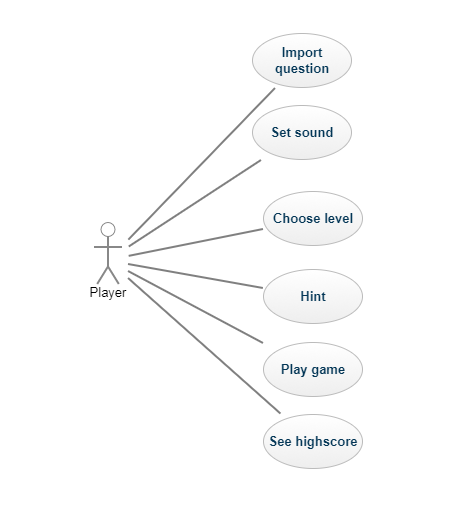 Import
question
Set sound
Choose level
Player
Hint
Play game
See highscore